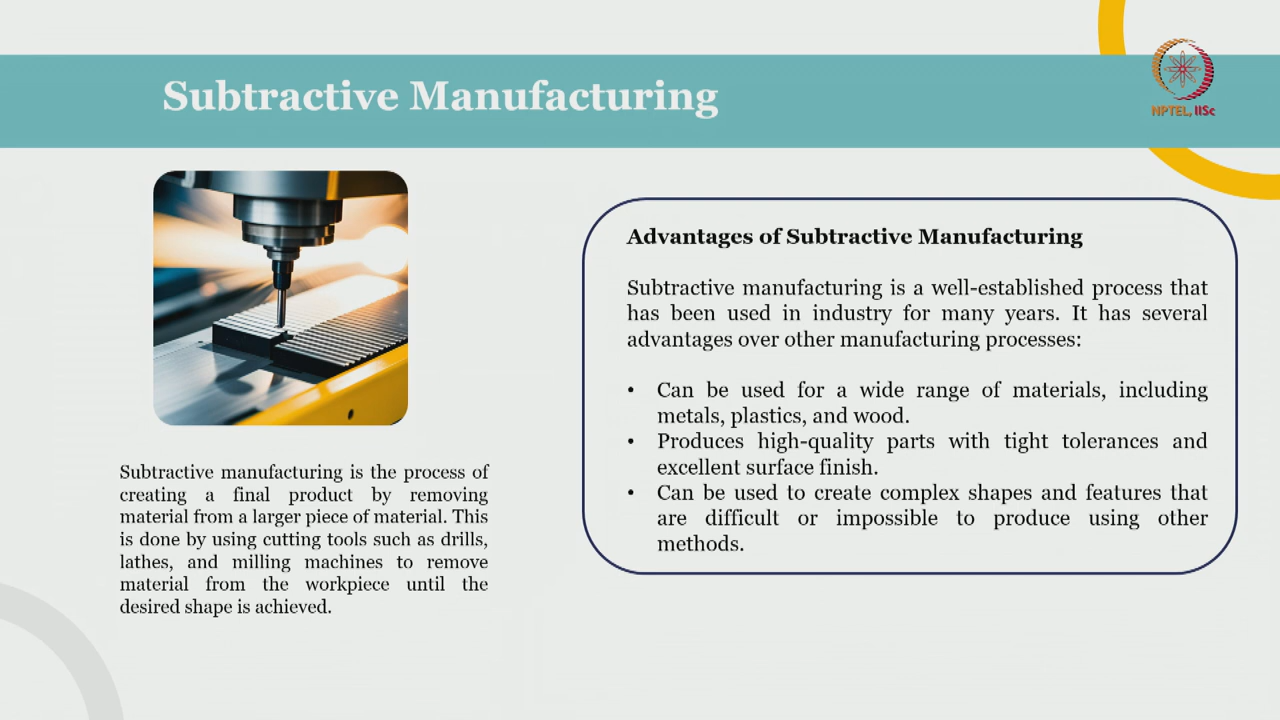 Subtractive Manufacturing
NPTEL, IISc
Subtractive manufacturing is the process of
creating a final product by removing
material from a larger piece of material. This
is done by using cutting tools such as drills,
lathes, and milling machines to remove
material from the workpiece until the
desired shape is achieved.
Advantages of Subtractive Manufacturing
Subtractive manufacturing is a well-established process that
has been used in industry for many years. It has several
advantages over other manufacturing processes:
• Can be used for a wide range of materials, including
metals, plastics, and wood.
• Produces high-quality parts with tight tolerances and
excellent surface finish.
• Can be used to create complex shapes and features that
are difficult or impossible to produce using other
methods.